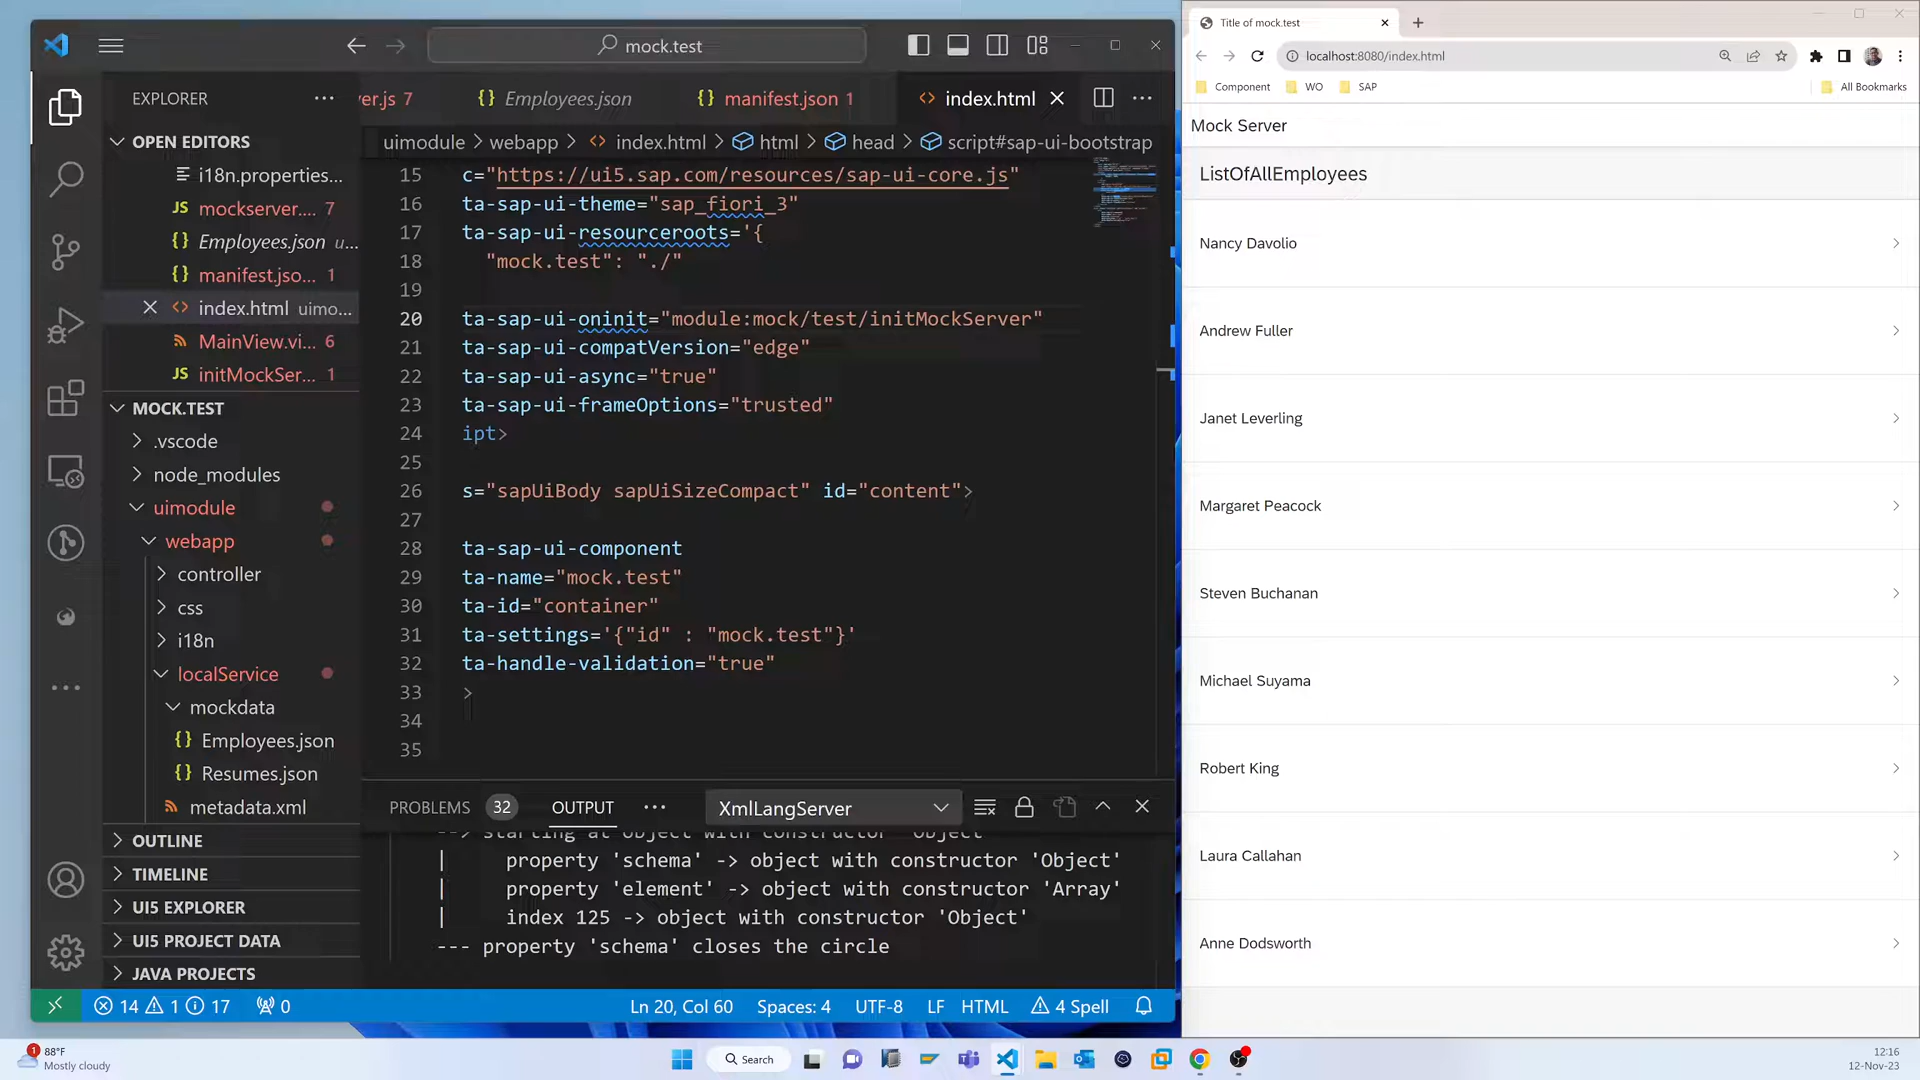 mock.test
EXPLORER
ver.js 7
Employees.json
manifest.json 1
index.html
OPEN EDITORS
uimodule > webapp > index.html > html > head > script#sap-ui-bootstrap
i18n.properties...
mockserver.... 7
Employees.json u...
manifest.jso... 1
index.html uimo...
MainView.vi... 6
initMockSer... 1
MOCK.TEST
.vscode
node_modules
uimodule
webapp
controller
css
i18n
localService
mockdata
Employees.json
Resumes.json
metadata.xml
OUTLINE
TIMELINE
UI5 EXPLORER
UI5 PROJECT DATA
JAVA PROJECTS
15 c="https://ui5.sap.com/resources/sap-ui-core.js"
16 ta-sap-ui-theme="sap_fiori_3"
17 ta-sap-ui-resourceroots='{
18 "mock.test": "./"
19
20 ta-sap-ui-oninit="module:mock/test/initMockServer"
21 ta-sap-ui-compatVersion="edge"
22 ta-sap-ui-async="true"
23 ta-sap-ui-frameOptions="trusted"
24 ipt>
25
26 s="sapUiBody sapUiSizeCompact" id="content">
27
28 ta-sap-ui-component
29 ta-name="mock.test"
30 ta-id="container"
31 ta-settings='{"id" : "mock.test"}'
32 ta-handle-validation="true"
33 >
34
35
PROBLEMS 32 OUTPUT ... XmlLangServer
--> starting at object with constructor 'Object'
| property 'schema' -> object with constructor 'Object'
| property 'element' -> object with constructor 'Array'
| index 125 -> object with constructor 'Object'
--- property 'schema' closes the circle
14 1 17 0
Ln 20, Col 60 Spaces: 4 UTF-8 LF HTML 4 Spell
Title of mock.test
localhost:8080/index.html
Component WO SAP All Bookmarks
Mock Server
ListOfAllEmployees
Nancy Davolio
Andrew Fuller
Janet Leverling
Margaret Peacock
Steven Buchanan
Michael Suyama
Robert King
Laura Callahan
Anne Dodsworth
1
88°F
Mostly cloudy
Search
12:16
12-Nov-23